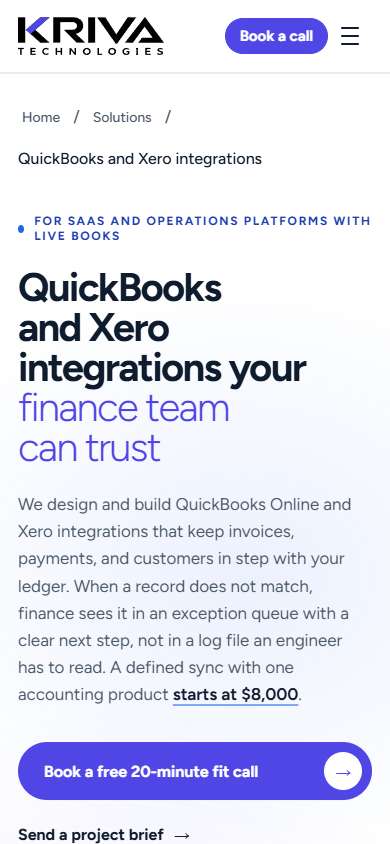 KRIVA
TECHNOLOGIES
Book a call
Home / Solutions /
QuickBooks and Xero integrations
FOR SAAS AND OPERATIONS PLATFORMS WITH
LIVE BOOKS
QuickBooks
and Xero
integrations your
finance team
can trust
We design and build QuickBooks Online and
Xero integrations that keep invoices,
payments, and customers in step with your
ledger. When a record does not match,
finance sees it in an exception queue with a
clear next step, not in a log file an engineer
has to read. A defined sync with one
accounting product starts at $8,000.
Book a free 20-minute fit call →
Send a project brief →